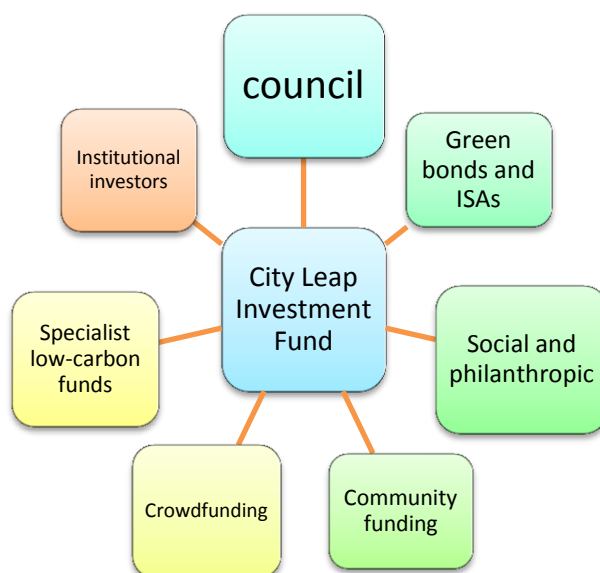 council
Institutional
investors
Green
bonds and
ISAs
City Leap
Investment
Fund
Specialist
low-carbon
funds
Social and
philanthropic
Crowdfunding
Community
funding